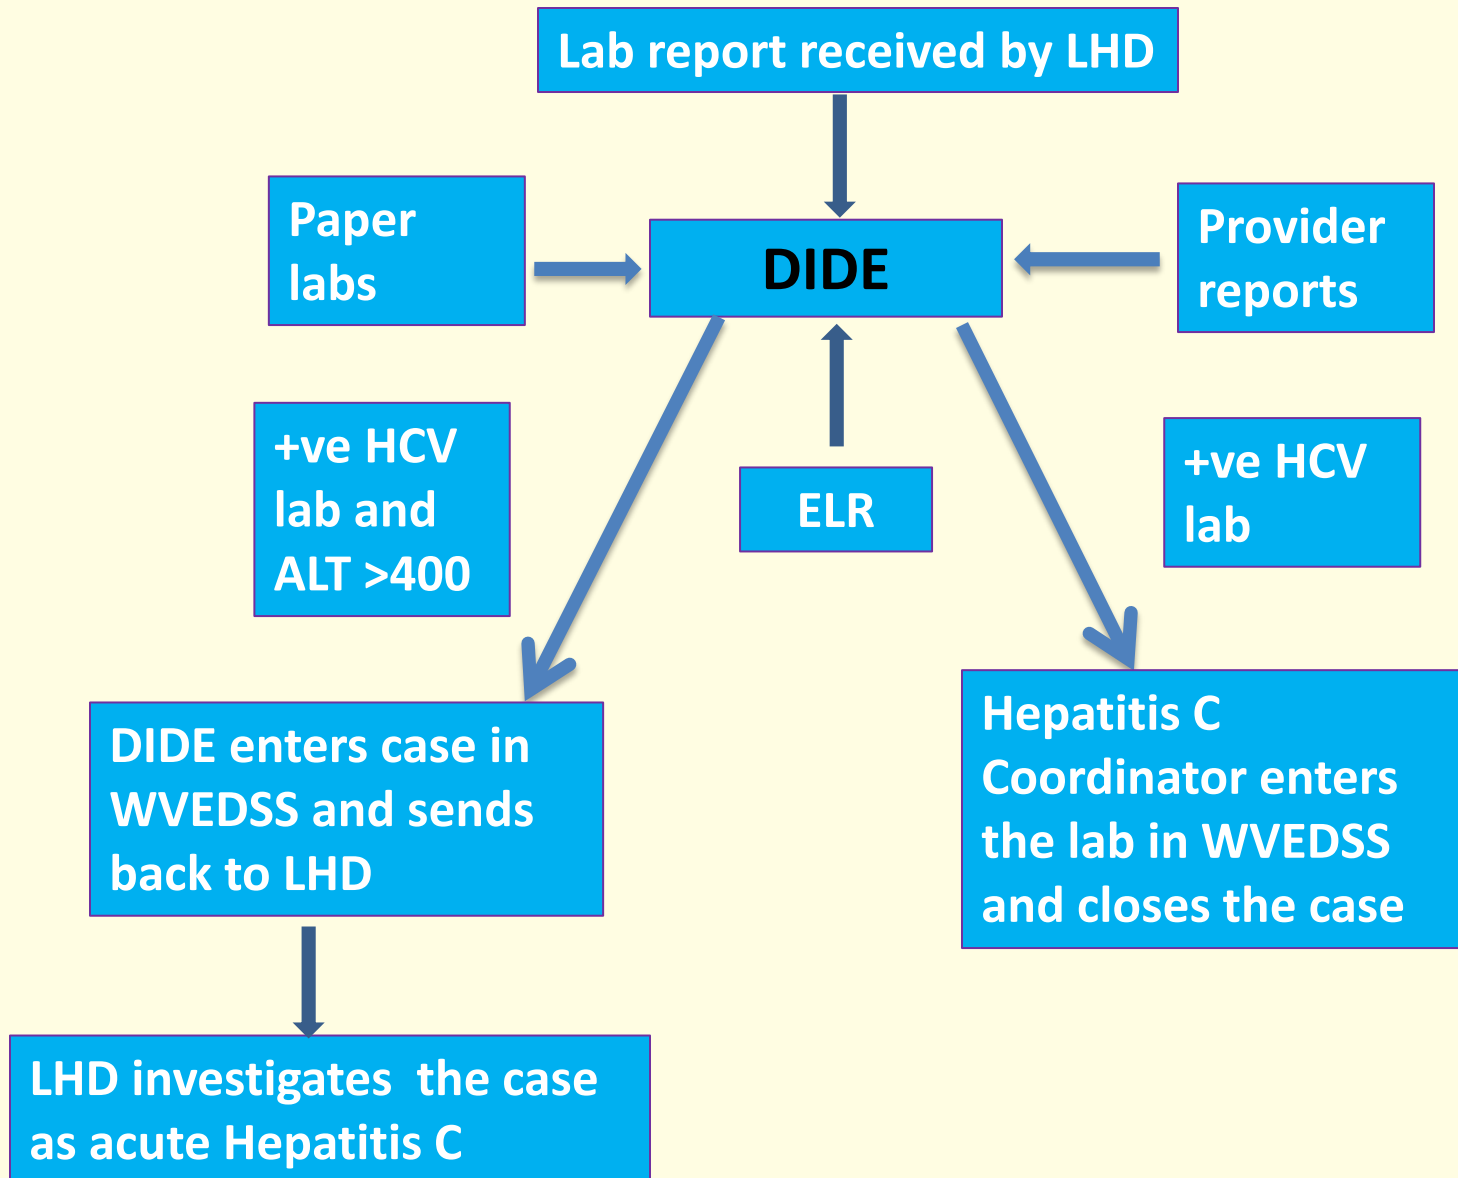 Lab report received by LHD
Paper
labs
DIDE
Provider
reports
+ve HCV
lab and
ALT >400
ELR
+ve HCV
lab
DIDE enters case in
WVEDSS and sends
back to LHD
Hepatitis C
Coordinator enters
the lab in WVEDSS
and closes the case
LHD investigates  the case
as acute Hepatitis C